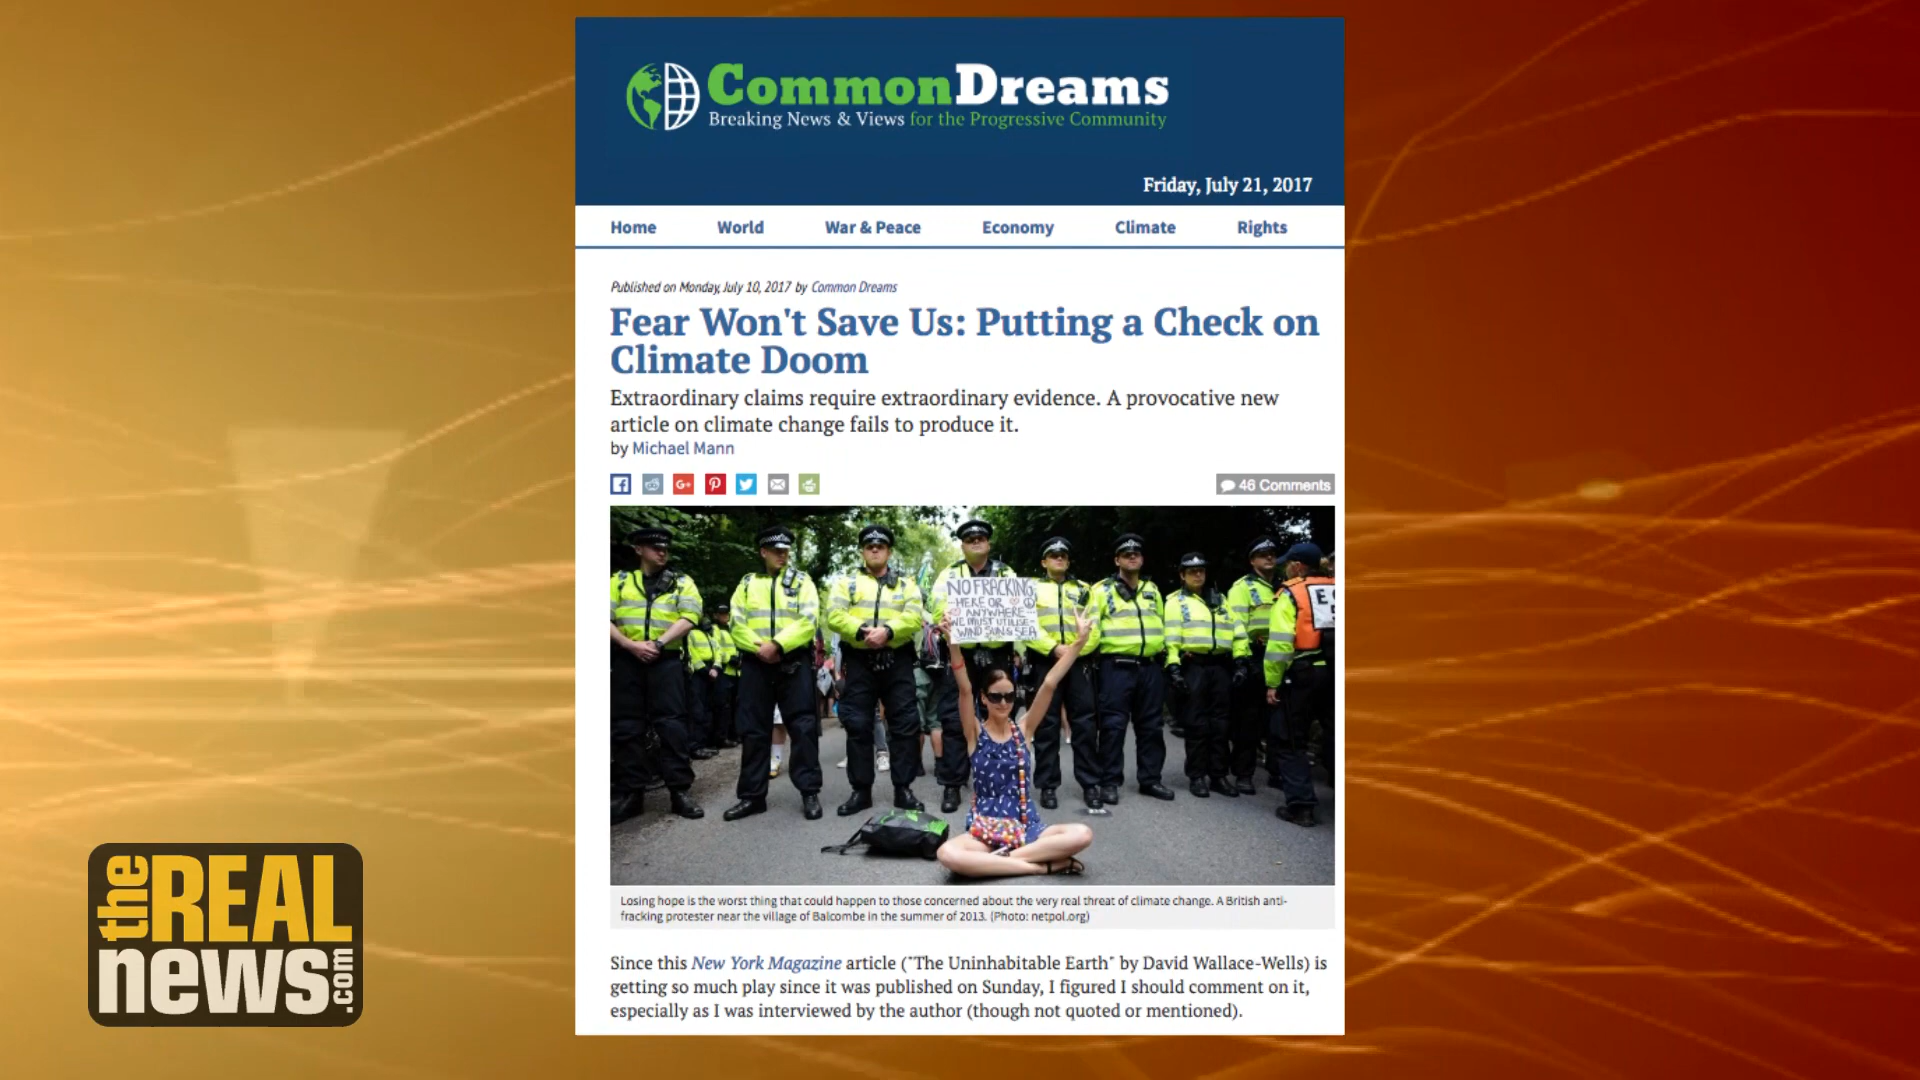 CommonDreams
Breaking News & Views for the Progressive Community
Friday, July 21, 2017
Home World War & Peace Economy Climate Rights
Published on Monday, July 10, 2017 by Common Dreams
Fear Won't Save Us: Putting a Check on
Climate Doom
Extraordinary claims require extraordinary evidence. A provocative new
article on climate change fails to produce it.
by Michael Mann
46 Comments
NO FRACKING
HERE OR
ANYWHERE
WE MUST UTILISE
WIND SUN & SEA
Losing hope is the worst thing that could happen to those concerned about the very real threat of climate change. A British anti-
fracking protester near the village of Balcombe in the summer of 2013. (Photo: netpol.org)
Since this New York Magazine article ("The Uninhabitable Earth" by David Wallace-Wells) is
getting so much play since it was published on Sunday, I figured I should comment on it,
especially as I was interviewed by the author (though not quoted or mentioned).
the REAL
news.com